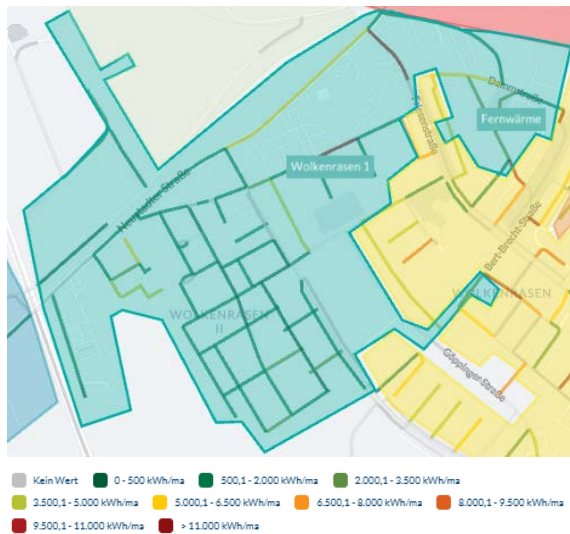 Dammstraße
Fernwärme
Wolkenrasen 1
Neustadter Straße
Bert-Brecht-Straße
WOLKENRASEN
WOLKENRASEN
II
Göppinger Straße
Kein Wert 0 - 500 kWh/ma 500,1 - 2.000 kWh/ma 2.000,1 - 3.500 kWh/ma
3.500,1 - 5.000 kWh/ma 5.000,1 - 6.500 kWh/ma 6.500,1 - 8.000 kWh/ma 8.000,1 - 9.500 kWh/ma
9.500,1 - 11.000 kWh/ma > 11.000 kWh/ma